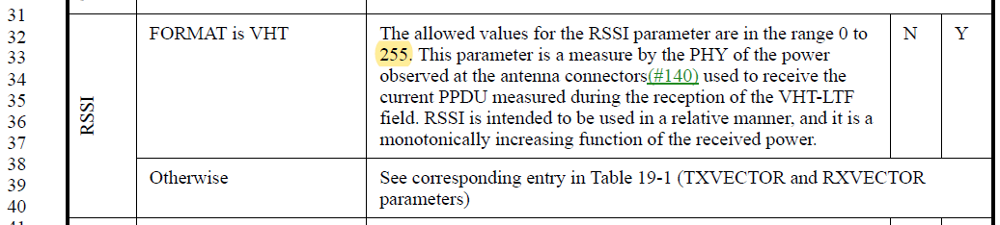 31
32 FORMAT is VHT The allowed values for the RSSI parameter are in the range 0 to N Y
33 255. This parameter is a measure by the PHY of the power
34 observed at the antenna connectors(#140) used to receive the
35 current PPDU measured during the reception of the VHT-LTF
36 field. RSSI is intended to be used in a relative manner, and it is a
37 monotonically increasing function of the received power.
RSSI
38
39 Otherwise See corresponding entry in Table 19-1 (TXVECTOR and RXVECTOR
40 parameters)